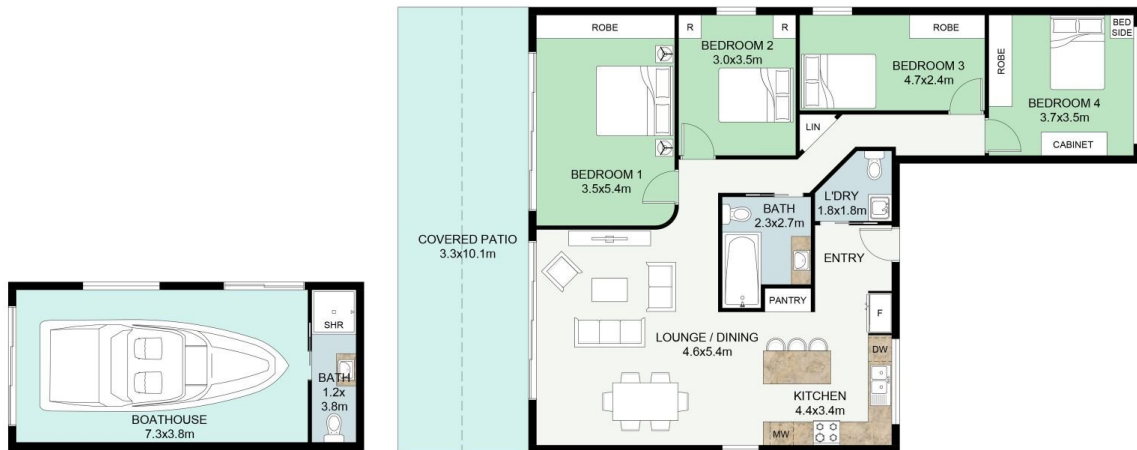 ROBE
BEDROOM 1
3.5x5.4m
R
R
BEDROOM 2
3.0x3.5m
ROBE
BEDROOM 3
4.7x2.4m
ROBE
BED
SIDE
BEDROOM 4
3.7x3.5m
CABINET
LIN
L'DRY
1.8x1.8m
BATH
2.3x2.7m
ENTRY
PANTRY
F
DW
COVERED PATIO
3.3x10.1m
LOUNGE / DINING
4.6x5.4m
KITCHEN
4.4x3.4m
MW
SHR
BATH
1.2x
3.8m
BOATHOUSE
7.3x3.8m